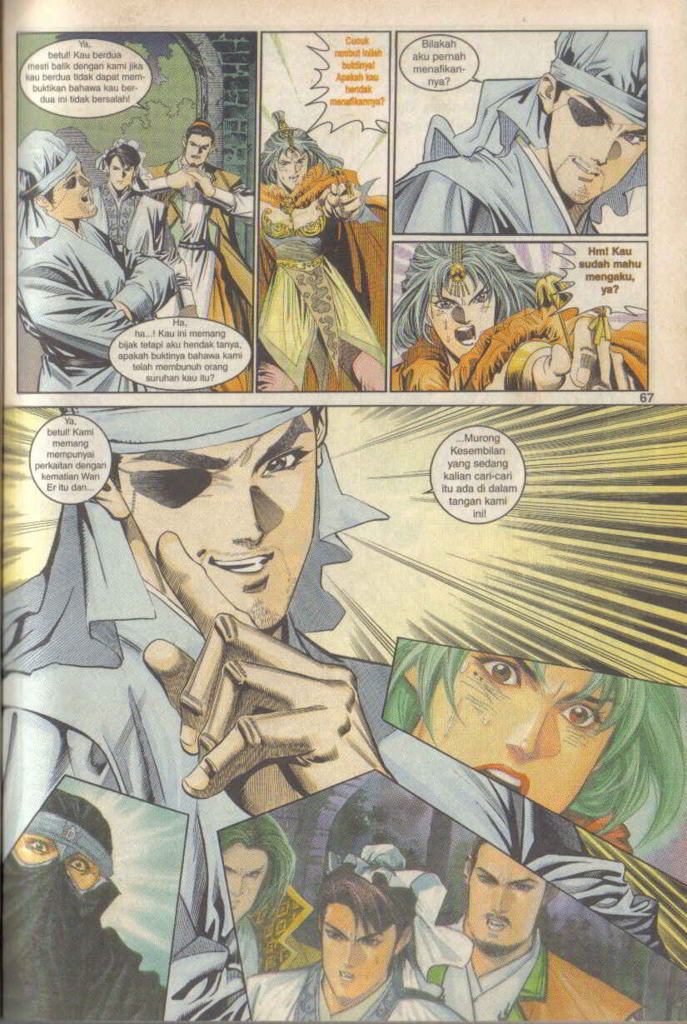 Ya,
betul! Kau berdua
mesti balik dengan kami jika
kau berdua tidak dapat mem-
buktikan bahawa kau ber-
dua ini tidak bersalah!
Ha,
ha...! Kau ini memang
bijak tetapi aku hendak tanya,
apakah buktinya bahawa kami
telah membunuh orang
suruhan kau itu?
Cucuk
rambut inilah
buktinya!
Apakah kau
hendak
menafikannya?
Bilakah
aku pernah
menafikan-
nya?
Hm! Kau
sudah mahu
mengaku,
ya?
67
Ya,
betul! Kami
memang
mempunyai
perkaitan dengan
kematian Wan
Er itu dan...
...Murong
Kesembilan
yang sedang
kalian cari-cari
itu ada di dalam
tangan kami
ini!